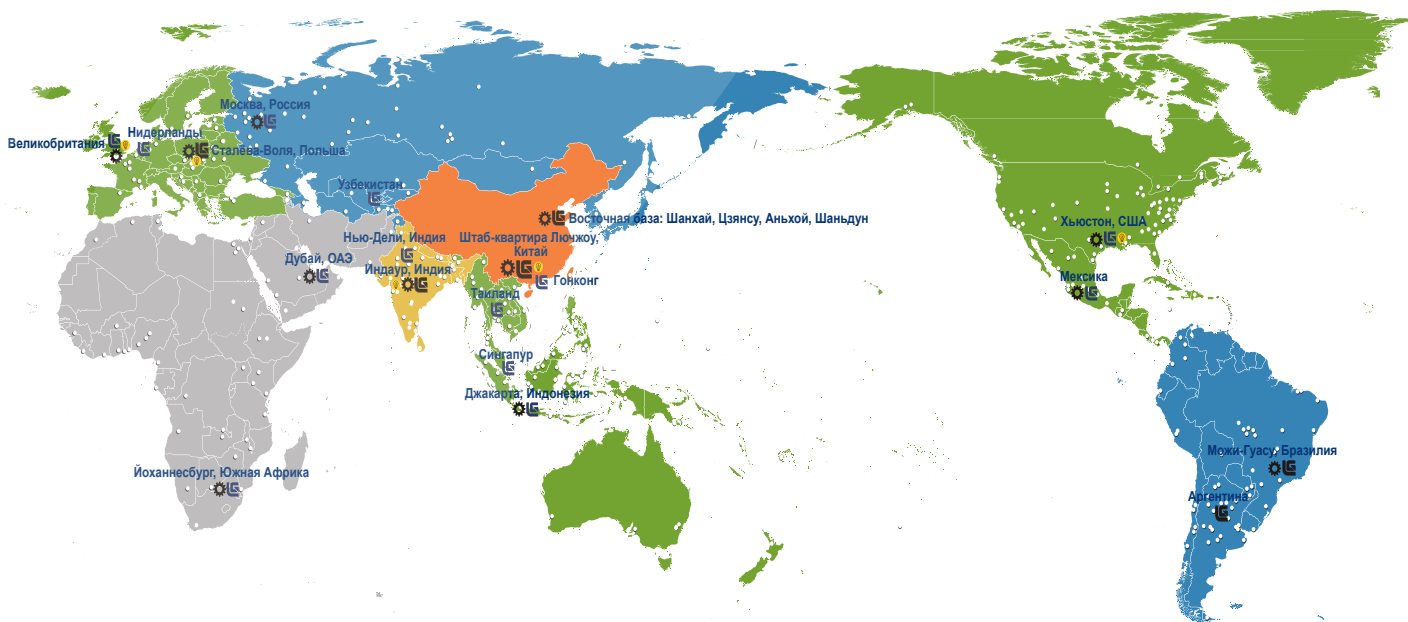 Москва, Россия
Великобритания
Нидерланды
Сталёва-Воля, Польша
Узбекистан
Восточная база: Шанхай, Цзянсу, Аньхой, Шаньдун
Нью-Дели, Индия
Штаб-квартира Лючжоу,
Китай
Хьюстон, США
Дубай, ОАЭ
Индаур, Индия
Гонконг
Мексика
Таиланд
Сингапур
Джакарта, Индонезия
Можи-Гуасу, Бразилия
Йоханнесбург, Южная Африка
Аргентина